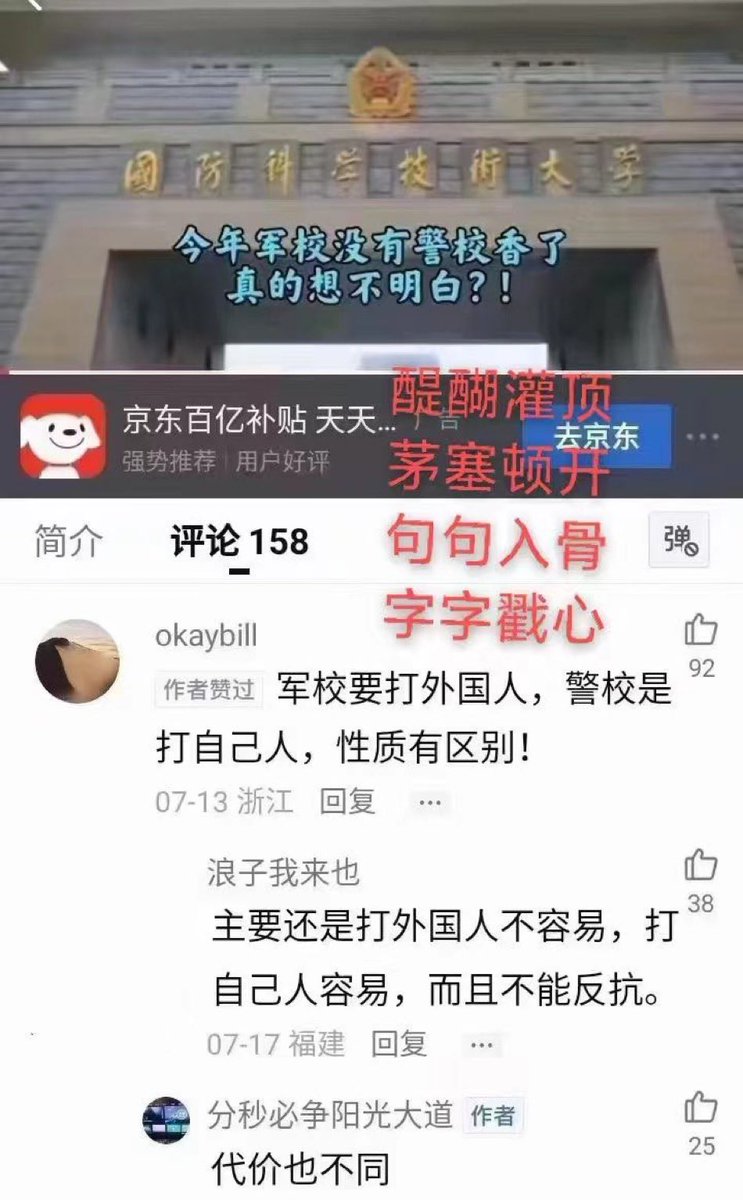 國防科学技術大学
今年军校没有警校香了
真的想不明白?!
京东百亿补贴 天天...
广告
强势推荐 | 用户好评
去京东
醍醐灌顶
茅塞顿开
句句入骨
字字戳心
简介
评论 158
弹
okaybill
92
作者赞过 军校要打外国人，警校是
打自己人，性质有区别！
07-13 浙江 回复 ...
浪子我来也
38
主要还是打外国人不容易，打
自己人容易，而且不能反抗。
07-17 福建 回复 ...
分秒必争阳光大道 作者
25
代价也不同